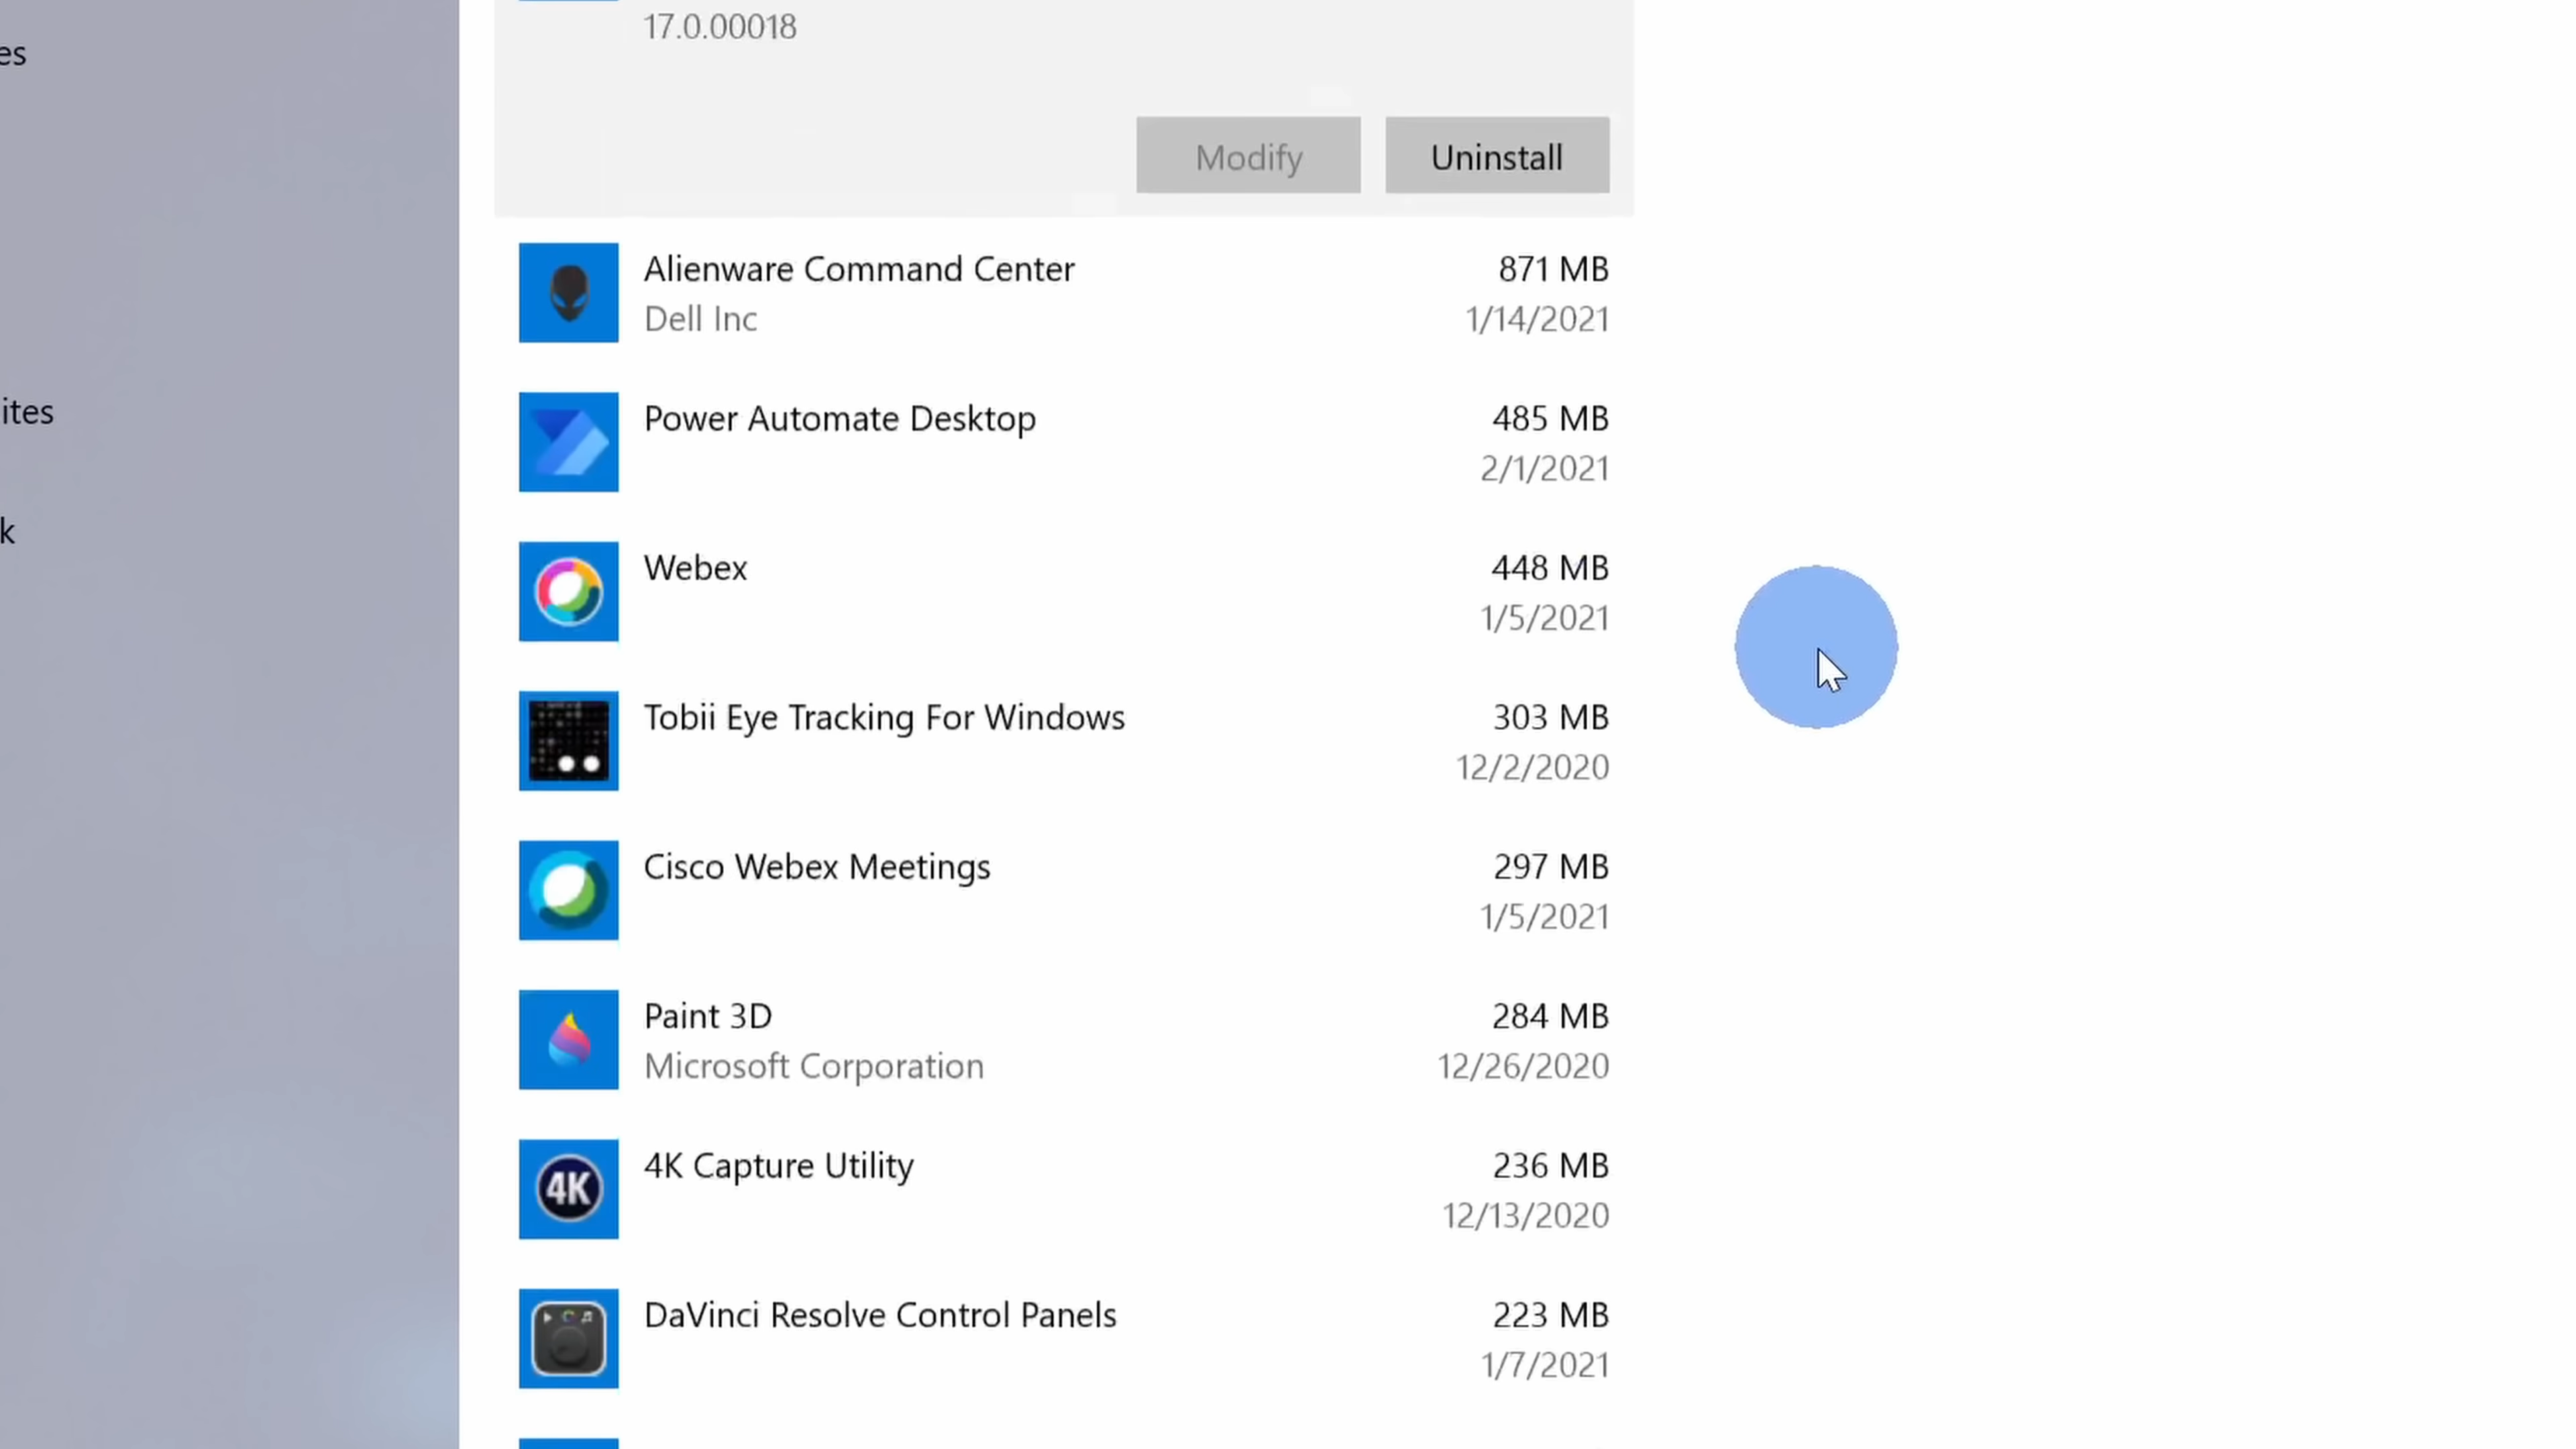 es
ites
k
17.0.00018
Modify Uninstall
Alienware Command Center 871 MB
Dell Inc 1/14/2021
Power Automate Desktop 485 MB
2/1/2021
Webex 448 MB
1/5/2021
Tobii Eye Tracking For Windows 303 MB
12/2/2020
Cisco Webex Meetings 297 MB
1/5/2021
Paint 3D 284 MB
Microsoft Corporation 12/26/2020
4K
4K Capture Utility 236 MB
12/13/2020
DaVinci Resolve Control Panels 223 MB
1/7/2021